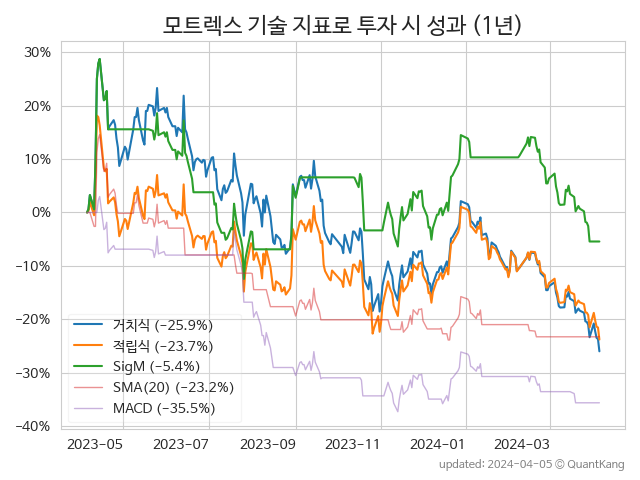 모트렉스 기술 지표로 투자 시 성과 (1년)
30%
20%
10%
0%
−10%
−20%
−30%
−40%
거치식 (−25.9%)
적립식 (−23.7%)
SigM (−5.4%)
SMA(20) (−23.2%)
MACD (−35.5%)
2023−05
2023−07
2023−09
2023−11
2024−01
2024−03
updated: 2024-04-05 © QuantKang